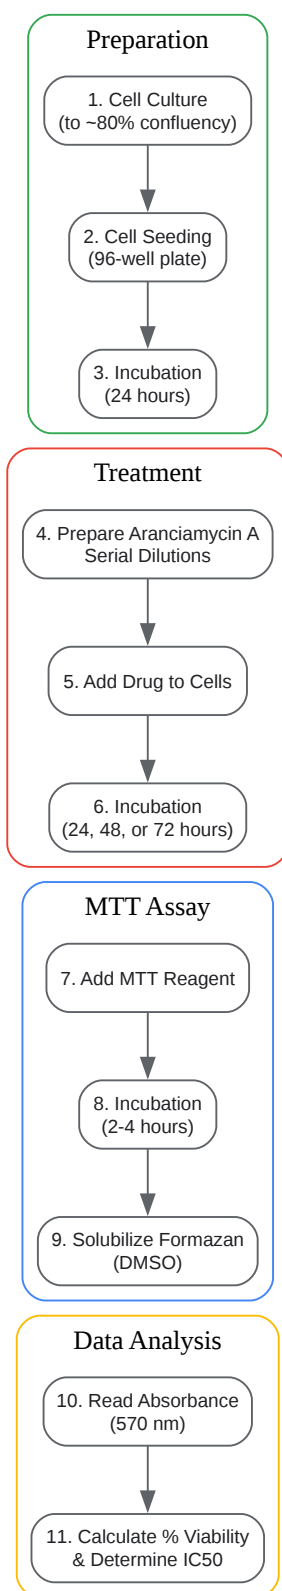 Preparation
1. Cell Culture
(to ~80% confluency)
2. Cell Seeding
(96-well plate)
3. Incubation
(24 hours)
Treatment
4. Prepare Aranciamycin A
Serial Dilutions
5. Add Drug to Cells
6. Incubation
(24, 48, or 72 hours)
MTT Assay
7. Add MTT Reagent
8. Incubation
(2-4 hours)
9. Solubilize Formazan
(DMSO)
Data Analysis
10. Read Absorbance
(570 nm)
11. Calculate % Viability
& Determine IC50